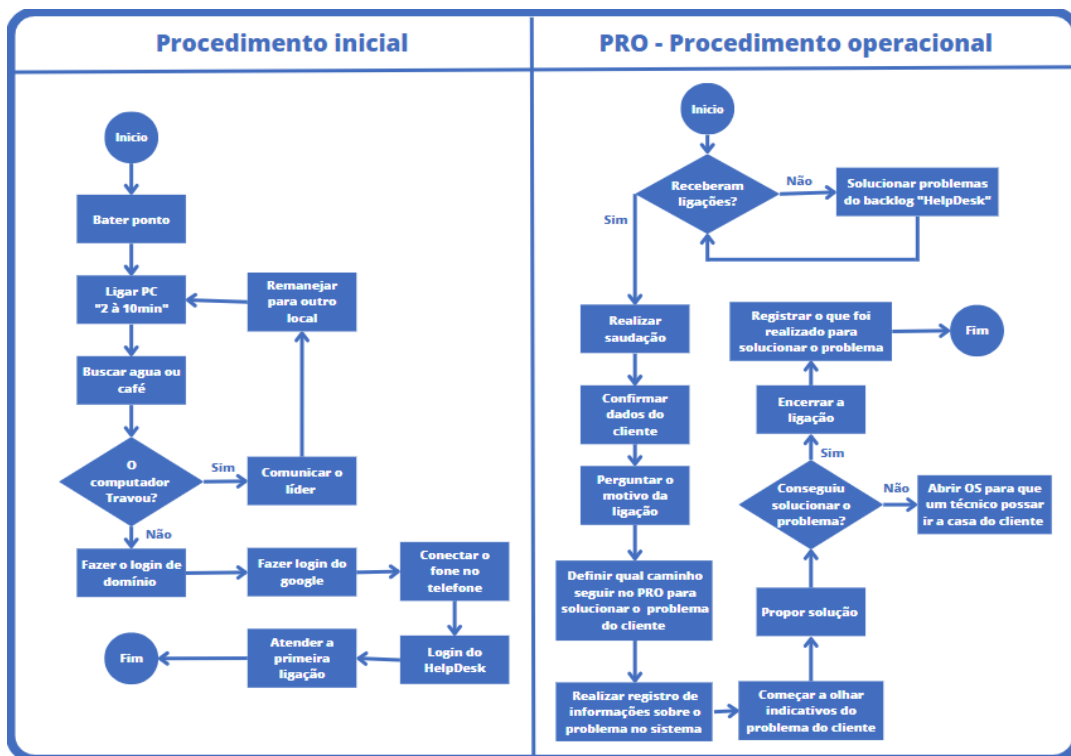 Procedimento inicial
Inicio
Bater ponto
Ligar PC
"2 à 10min"
Remanejar
para outro
local
Buscar agua ou
café
O
computador
Travou?
Sim
Comunicar o
líder
Não
Fazer o login de
domínio
Fazer login do
google
Conectar o
fone no
telefone
Login do
HelpDesk
Atender a
primeira
ligação
Fim
PRO - Procedimento operacional
Inicio
Receberam
ligações?
Não
Solucionar problemas
do backlog "HelpDesk"
Sim
Realizar
saudação
Confirmar
dados do
cliente
Perguntar o
motivo da
ligação
Definir qual caminho
seguir no PRO para
solucionar o problema
do cliente
Realizar registro de
informações sobre o
problema no sistema
Começar a olhar
indicativos do
problema do cliente
Propor solução
Conseguiu
solucionar o
problema?
Não
Abrir OS para que
um técnico possar
ir a casa do cliente
Sim
Encerrar a
ligação
Registrar o que foi
realizado para
solucionar o problema
Fim